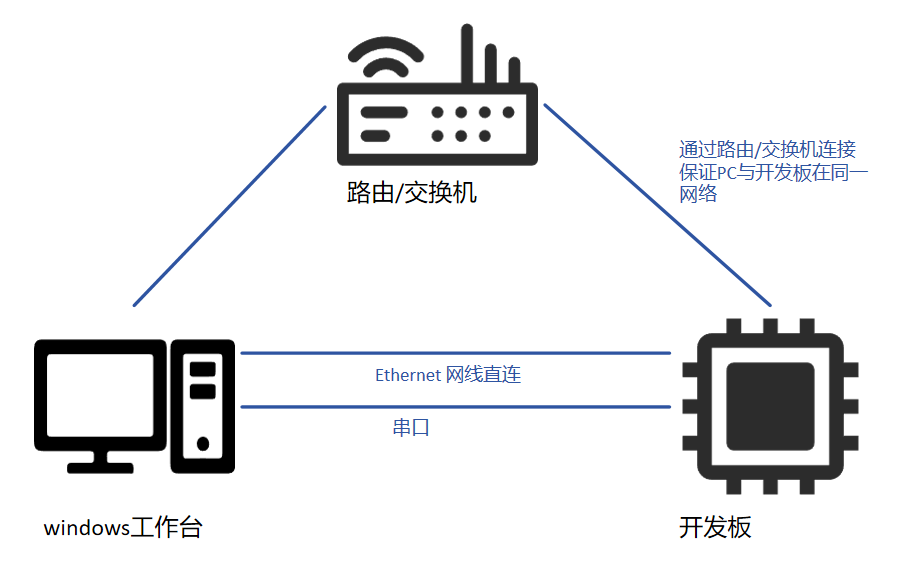 路由/交换机
通过路由/交换机连接
保证PC与开发板在同一
网络
Ethernet 网线直连
串口
windows工作台
开发板